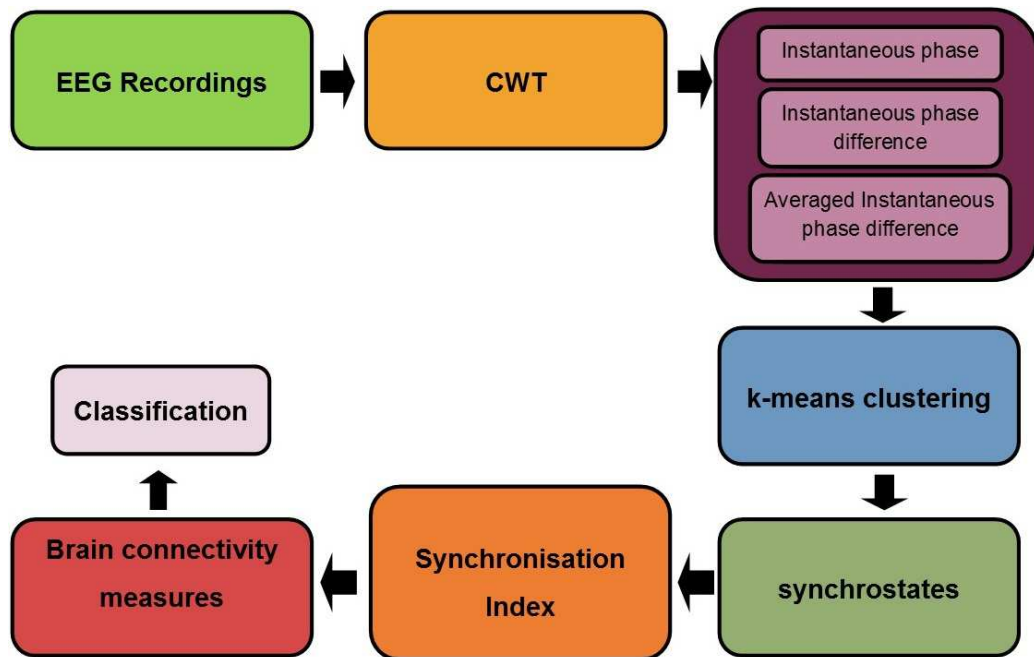 EEG Recordings
CWT
Instantaneous phase
Instantaneous phase
difference
Averaged Instantaneous
phase difference
k-means clustering
synchrostates
Synchronisation
Index
Brain connectivity
measures
Classification